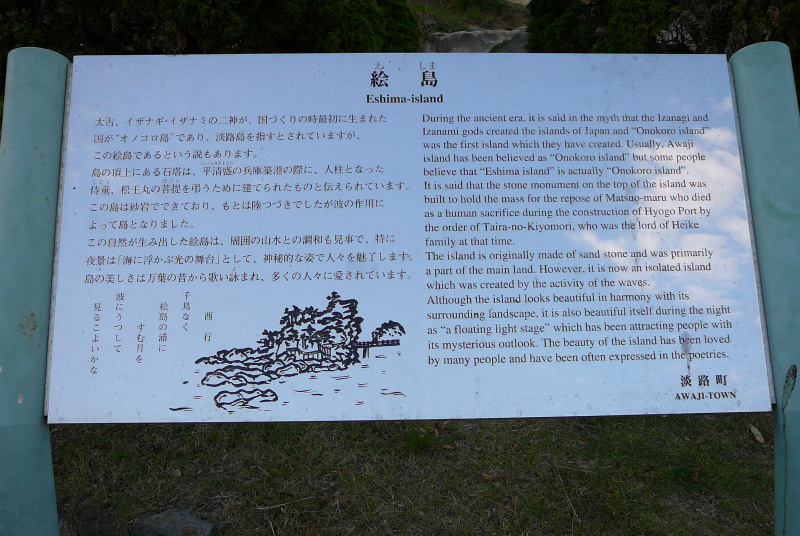 えしま
絵島
Eshima-island
太古、イザナギ・イザナミの二神が、国づくりの時最初に生まれた
国が"オノコロ島"であり、淡路島を指すとされていますが、
この絵島であるという説もあります。
島の頂上にある石塔は、平清盛の兵庫築港の際に、人柱となった
侍童、松王丸の菩提を弔うために建てられたものと伝えられています。
この島は砂岩でできており、もとは陸つづきでしたが波の作用に
よって島となりました。
この自然が生み出した絵島は、周囲の山水との調和も見事で、特に
夜景は「海に浮かぶ光の舞台」として、神秘的な姿で人々を魅了します。
島の美しさは万葉の昔から歌い詠まれ、多くの人々に愛されています。
西行
千鳥なく
絵島の浦に
すむ月を
波にうつして
見るこよいかな
During the ancient era, it is said in the myth that the Izanagi and
Izanami gods created the islands of Japan and “Onokoro island”
was the first island which they have created. Usually, Awaji
island has been believed as “Onokoro island” but some people
believe that “Eshima island” is actually “Onokoro island”.
It is said that the stone monument on the top of the island was
built to hold the mass for the repose of Matsuo-maru who died
as a human sacrifice during the construction of Hyogo Port by
the order of Taira-no-Kiyomori, who was the lord of Heike
family at that time.
The island is originally made of sand stone and was primarily
a part of the main land. However, it is now an isolated island
which was created by the activity of the waves.
Although the island looks beautiful in harmony with its
surrounding landscape, it is also beautiful itself during the night
as “a floating light stage” which has been attracting people with
its mysterious outlook. The beauty of the island has been loved
by many people and have been often expressed in the poetries.
淡路町
AWAJI-TOWN